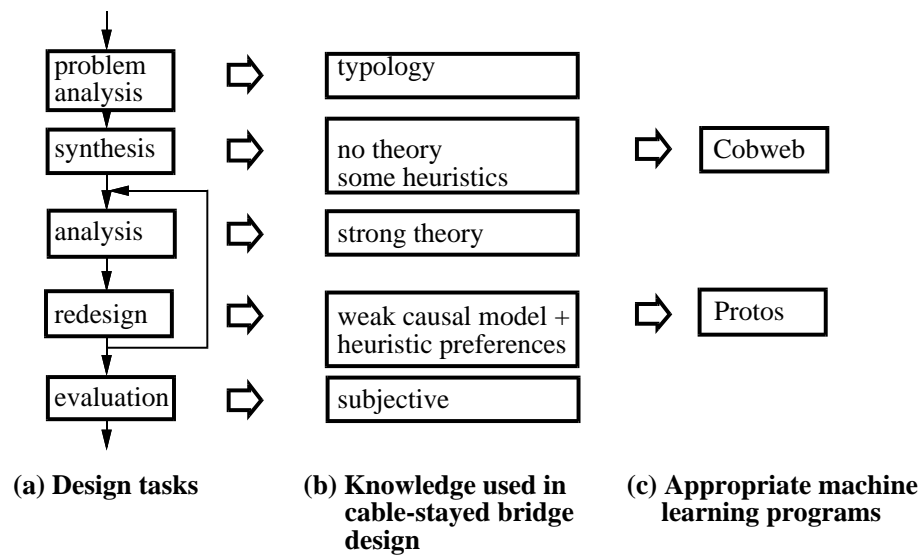 problem
analysis
typology
synthesis
no theory
some heuristics
Cobweb
analysis
strong theory
redesign
weak causal model +
heuristic preferences
Protos
evaluation
subjective
(a) Design tasks
(b) Knowledge used in
cable-stayed bridge
design
(c) Appropriate machine
learning programs